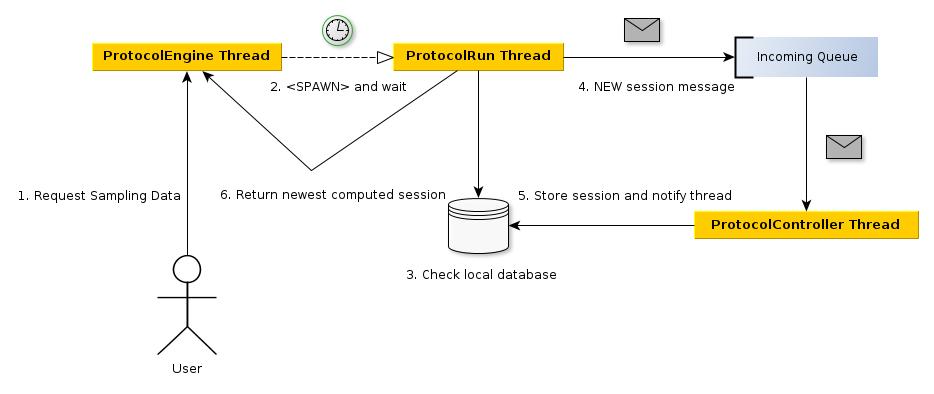 ProtocolEngine Thread
ProtocolRun Thread
Incoming Queue
2. <SPAWN> and wait
4. NEW session message
1. Request Sampling Data
6. Return newest computed session
5. Store session and notify thread
ProtocolController Thread
3. Check local database
User